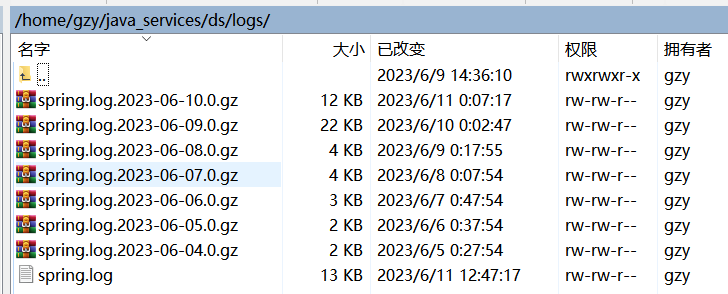 /home/gzy/java_services/ds/logs/
名字 大小 已改变 权限 拥有者
.. 2023/6/9 14:36:10 rwxrwxr-x gzy
spring.log.2023-06-10.0.gz 12 KB 2023/6/11 0:07:17 rw-rw-r-- gzy
spring.log.2023-06-09.0.gz 22 KB 2023/6/10 0:02:47 rw-rw-r-- gzy
spring.log.2023-06-08.0.gz 4 KB 2023/6/9 0:17:55 rw-rw-r-- gzy
spring.log.2023-06-07.0.gz 4 KB 2023/6/8 0:07:54 rw-rw-r-- gzy
spring.log.2023-06-06.0.gz 3 KB 2023/6/7 0:47:54 rw-rw-r-- gzy
spring.log.2023-06-05.0.gz 2 KB 2023/6/6 0:37:54 rw-rw-r-- gzy
spring.log.2023-06-04.0.gz 2 KB 2023/6/5 0:27:54 rw-rw-r-- gzy
spring.log 13 KB 2023/6/11 12:47:17 rw-rw-r-- gzy